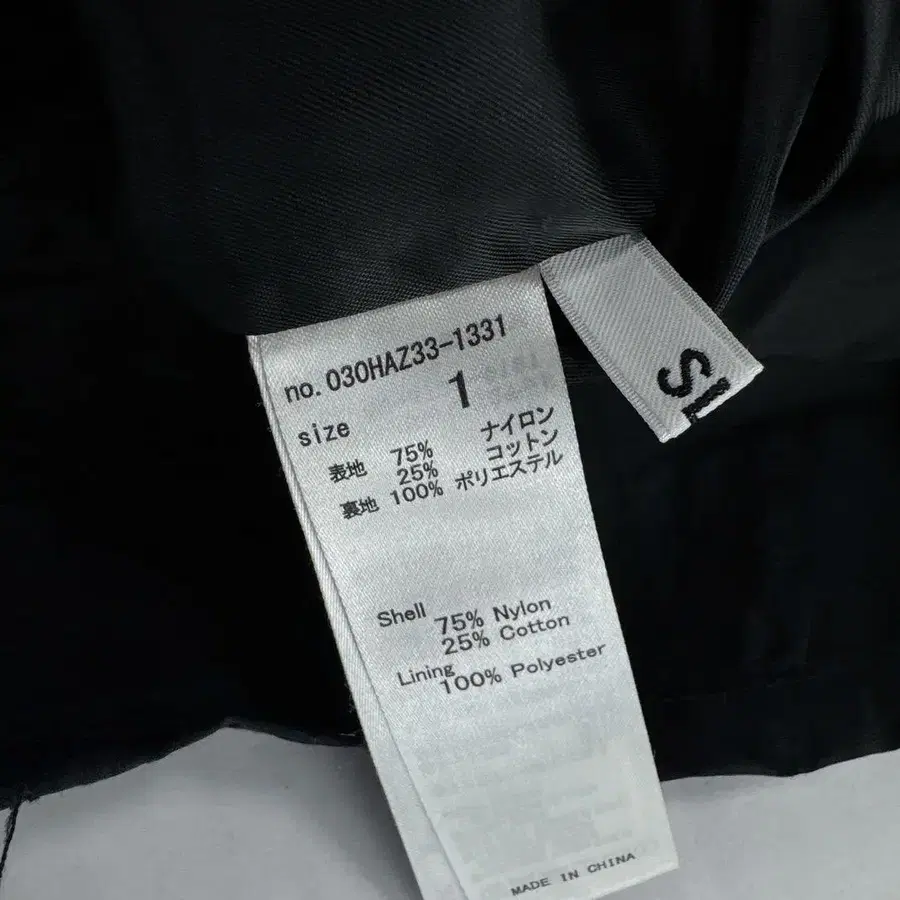 no. 030HAZ33-1331
size 1
表地 75% ナイロン
25% コットン
裏地 100% ポリエステル
Shell 75% Nylon
25% Cotton
Lining 100% Polyester
MADE IN CHINA